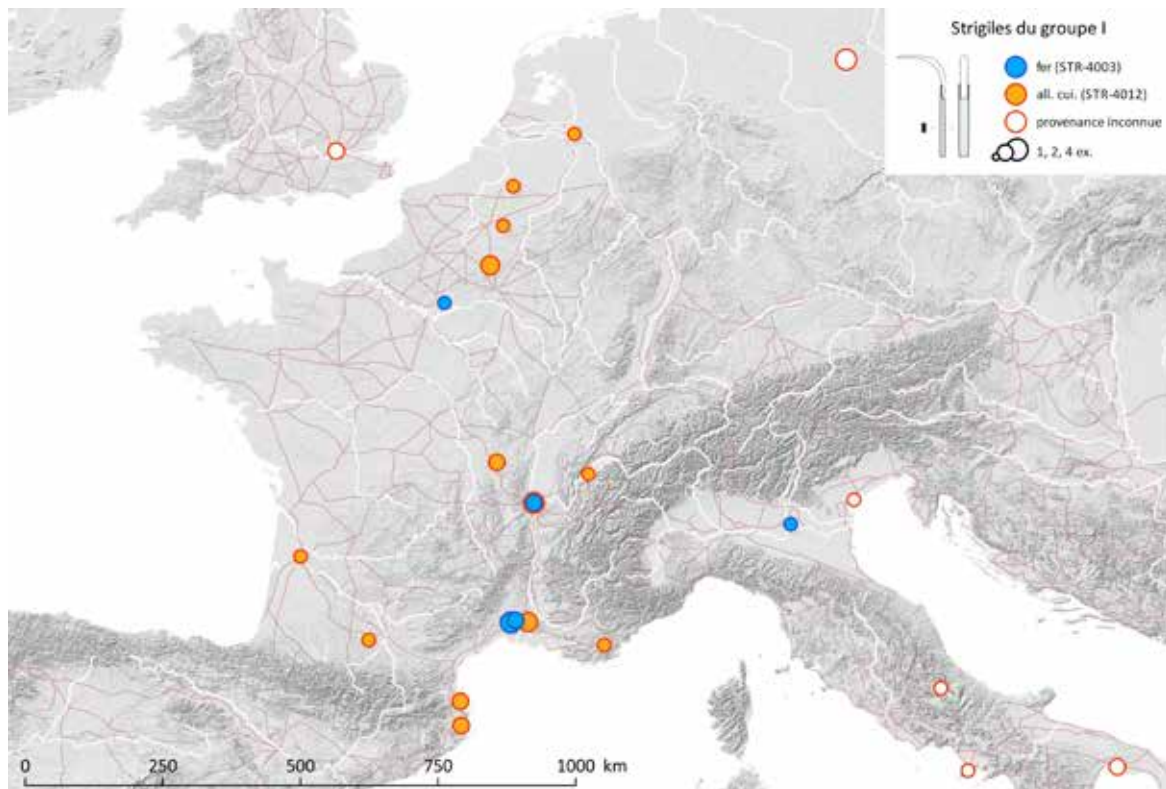 Strigiles du groupe I
fer (STR-4003)
all. cui. (STR-4012)
provenance inconnue
1, 2, 4 ex.
0 250 500 750 1000 km